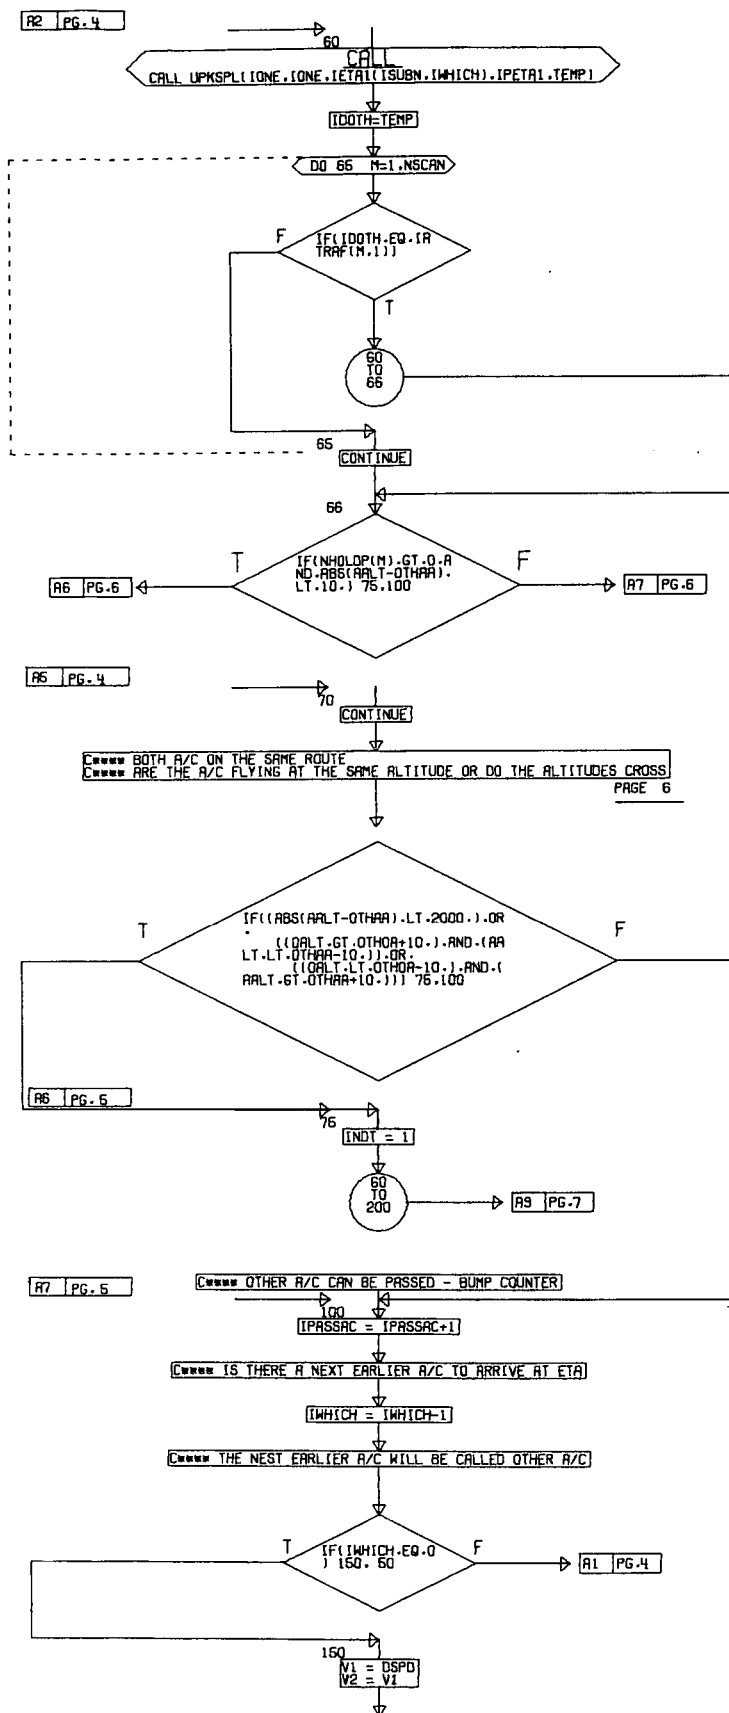 A2 PG.4
60
CALL
CALL UPKSPL(IONE.IONE.IETA1(ISUBN.IWHICH).IPETA1.TEMP)
IDOTH=TEMP
DO 65 M=1.NSCAN
F
IF(IDOTH.EQ.IA
TRAF(M.1))
T
GO
TO
66
65
CONTINUE
66
T
IF(NHOLDP(M).GT.0.A
ND.ABS(AALT-OTHAA).
LT.10.) 75.100
F
A6 PG.6
A7 PG.6
A5 PG.4
70
CONTINUE
C**** BOTH A/C ON THE SAME ROUTE
C**** ARE THE A/C FLYING AT THE SAME ALTITUDE OR DO THE ALTITUDES CROSS
PAGE 6
T
IF((ABS(AALT-OTHAA).LT.2000.).OR
.
((OALT.GT.OTHOA+10.).AND.(AA
LT.LT.OTHAA-10.)).OR.
((OALT.LT.OTHOA-10.).AND.(
AALT.GT.OTHAA+10.))) 75.100
F
A6 PG.5
75
INDT = 1
GO
TO
200
A9 PG.7
A7 PG.5
C**** OTHER A/C CAN BE PASSED - BUMP COUNTER
100
IPASSAC = IPASSAC+1
C**** IS THERE A NEXT EARLIER A/C TO ARRIVE AT ETA
IWHICH = IWHICH-1
C**** THE NEST EARLIER A/C WILL BE CALLED OTHER A/C
T
IF(IWHICH.EQ.0
) 150. 50
F
A1 PG.4
150
V1 = DSPD
V2 = V1